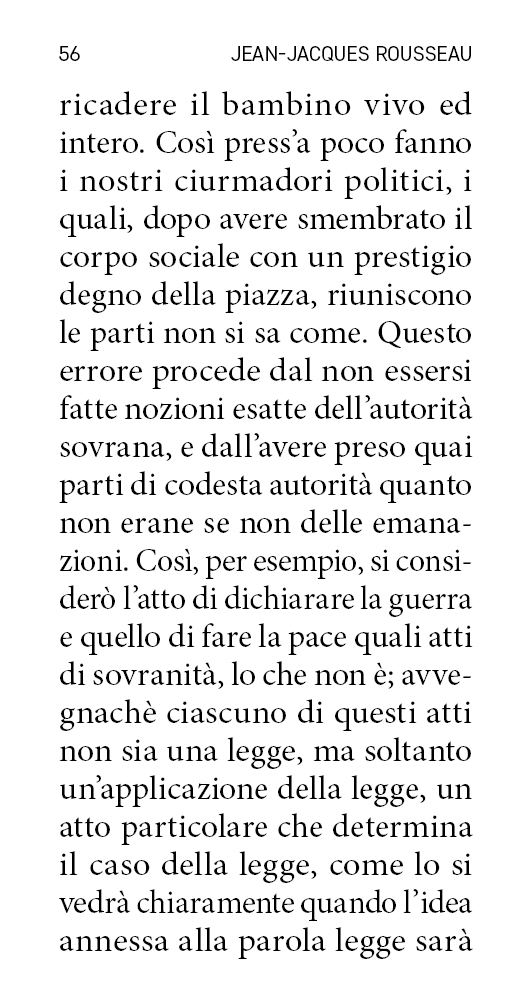 56 JEAN-JACQUES ROUSSEAU
ricadere il bambino vivo ed
intero. Così press’a poco fanno
i nostri ciurmadori politici, i
quali, dopo avere smembrato il
corpo sociale con un prestigio
degno della piazza, riuniscono
le parti non si sa come. Questo
errore procede dal non essersi
fatte nozioni esatte dell’autorità
sovrana, e dall’avere preso quai
parti di codesta autorità quanto
non erane se non delle emana-
zioni. Così, per esempio, si consi-
derò l’atto di dichiarare la guerra
e quello di fare la pace quali atti
di sovranità, lo che non è; avve-
gnachè ciascuno di questi atti
non sia una legge, ma soltanto
un’applicazione della legge, un
atto particolare che determina
il caso della legge, come lo si
vedrà chiaramente quando l’idea
annessa alla parola legge sarà